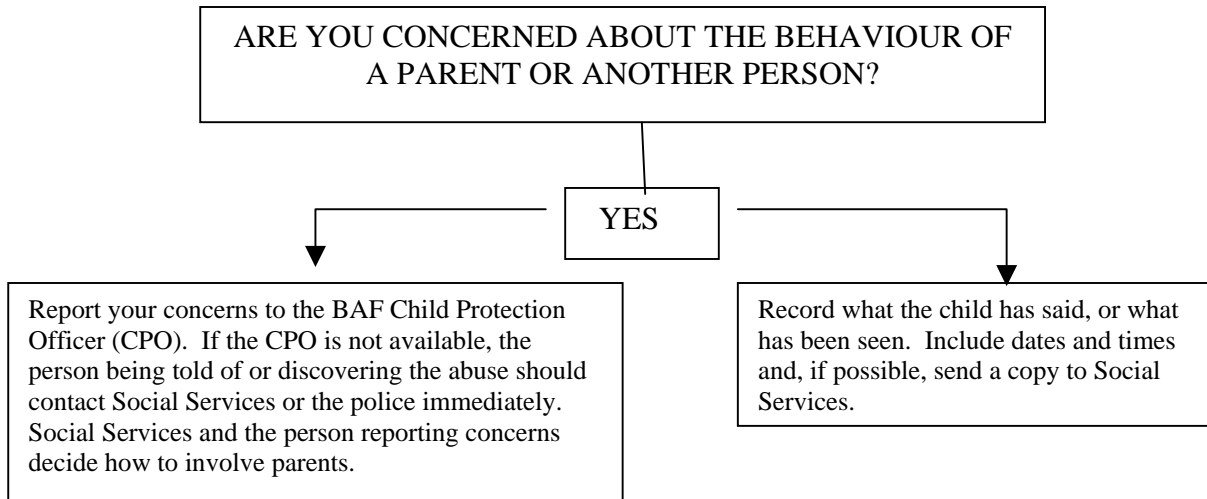 ARE YOU CONCERNED ABOUT THE BEHAVIOUR OF
A PARENT OR ANOTHER PERSON?
YES
Report your concerns to the BAF Child Protection
Officer (CPO). If the CPO is not available, the
person being told of or discovering the abuse should
contact Social Services or the police immediately.
Social Services and the person reporting concerns
decide how to involve parents.
Record what the child has said, or what
has been seen. Include dates and times
and, if possible, send a copy to Social
Services.